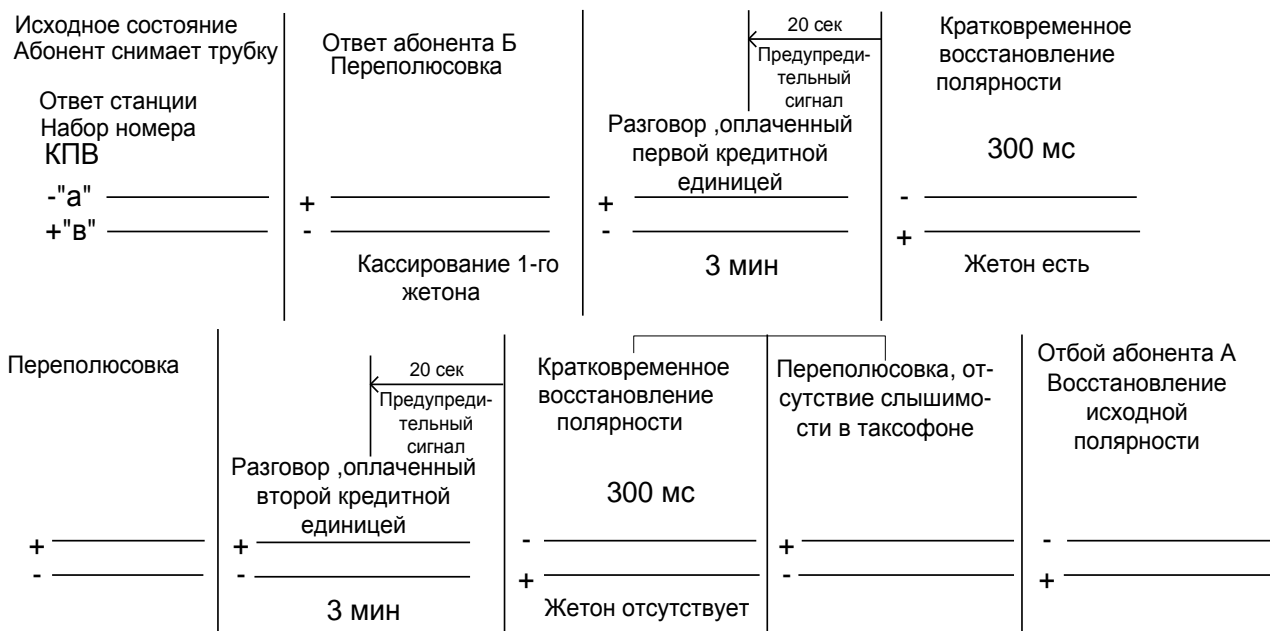 Исходное состояние
Абонент снимает трубку
Ответ станции
Набор номера
КПВ
-"а"
+"в"
Ответ абонента Б
Переполюсовка
+
-
Кассирование 1-го
жетона
20 сек
Предупреди-
тельный
сигнал
Разговор ,оплаченный
первой кредитной
единицей
+
-
3 мин
Кратковременное
восстановление
полярности
300 мс
-
+
Жетон есть
Переполюсовка
+
-
20 сек
Предупреди-
тельный
сигнал
Разговор ,оплаченный
второй кредитной
единицей
+
-
3 мин
Кратковременное
восстановление
полярности
300 мс
-
+
Жетон отсутствует
Переполюсовка, от-
сутствие слышимо-
сти в таксофоне
+
-
Отбой абонента А
Восстановление
исходной
полярности
-
+